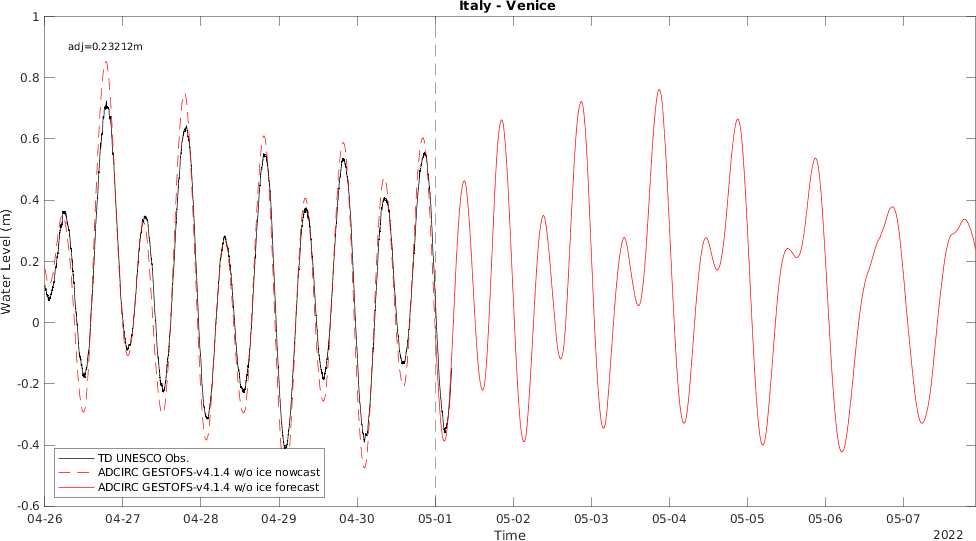 Italy - Venice
adj=0.23212m
Water Level (m)
1
0.8
0.6
0.4
0.2
0
-0.2
-0.4
-0.6
TD UNESCO Obs.
ADCIRC GESTOFS-v4.1.4 w/o ice nowcast
ADCIRC GESTOFS-v4.1.4 w/o ice forecast
04-26 04-27 04-28 04-29 04-30 05-01 05-02 05-03 05-04 05-05 05-06 05-07
Time
2022